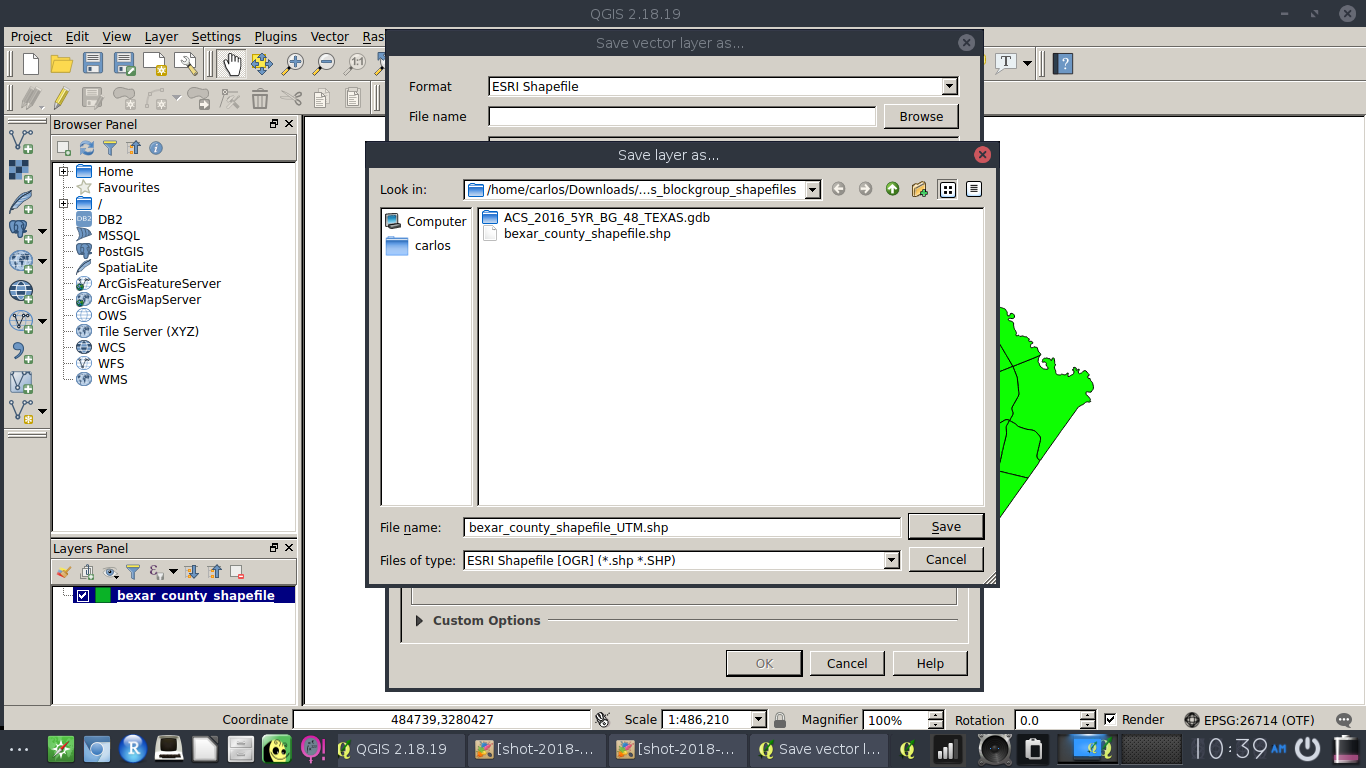 QGIS 2.18.19
Project Edit View Layer Settings Plugins Vector Ras
Save vector layer as...
Format ESRI Shapefile
File name Browse
Browser Panel
Home
Favourites
/
DB2
MSSQL
PostGIS
SpatiaLite
ArcGisFeatureServer
ArcGisMapServer
OWS
Tile Server (XYZ)
WCS
WFS
WMS
Save layer as...
Look in: /home/carlos/Downloads/...s_blockgroup_shapefiles
Computer
carlos
ACS_2016_5YR_BG_48_TEXAS.gdb
bexar_county_shapefile.shp
File name: bexar_county_shapefile_UTM.shp Save
Files of type: ESRI Shapefile [OGR] (*.shp *.SHP) Cancel
Layers Panel
bexar_county_shapefile
Custom Options
OK Cancel Help
Coordinate 484739,3280427 Scale 1:486,210 Magnifier 100% Rotation 0.0 Render EPSG:26714 (OTF)
QGIS 2.18.19 [shot-2018-... [shot-2018-... Save vector l... 10:39 AM